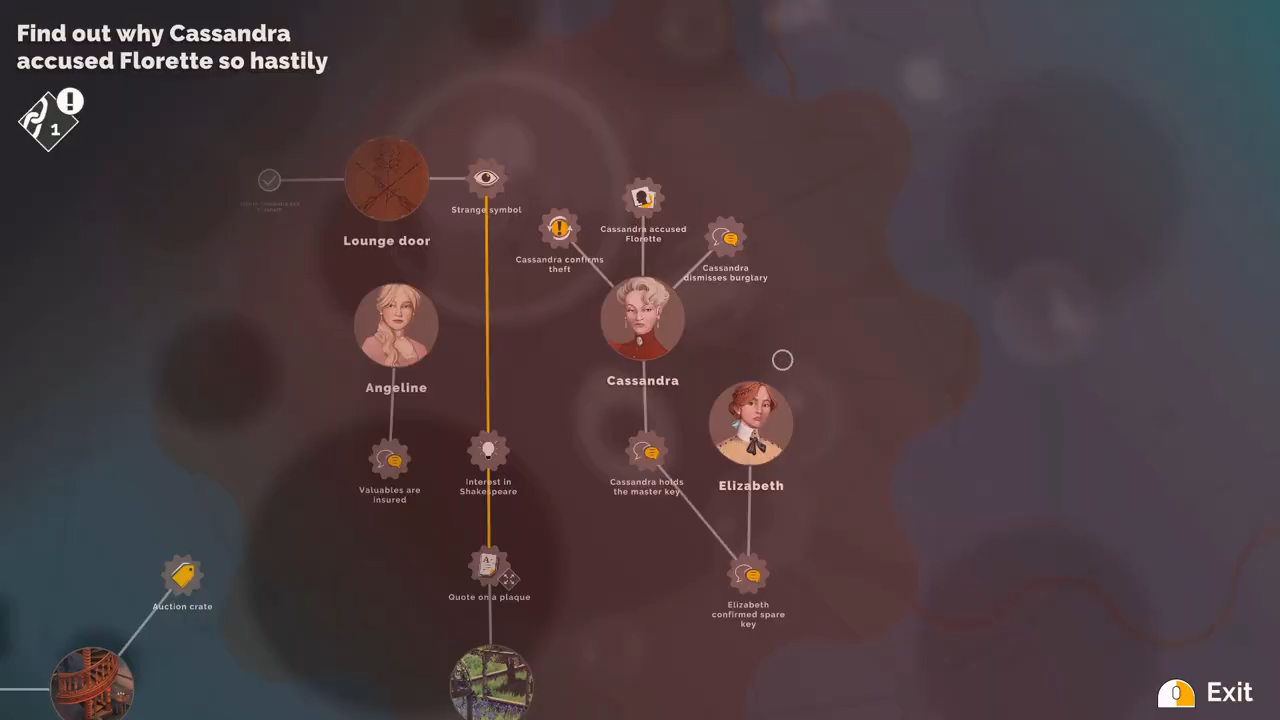 Find out why Cassandra
accused Florette so hastily
1
Strange symbol
Lounge door
Cassandra accused
Florette
Cassandra confirms
theft
Cassandra
dismisses burglary
Cassandra
Angeline
Valuables are
insured
Interest in
Shakespeare
Cassandra holds
the master key
Elizabeth
Auction crate
Quote on a plaque
Elizabeth
confirmed spare
key
Exit